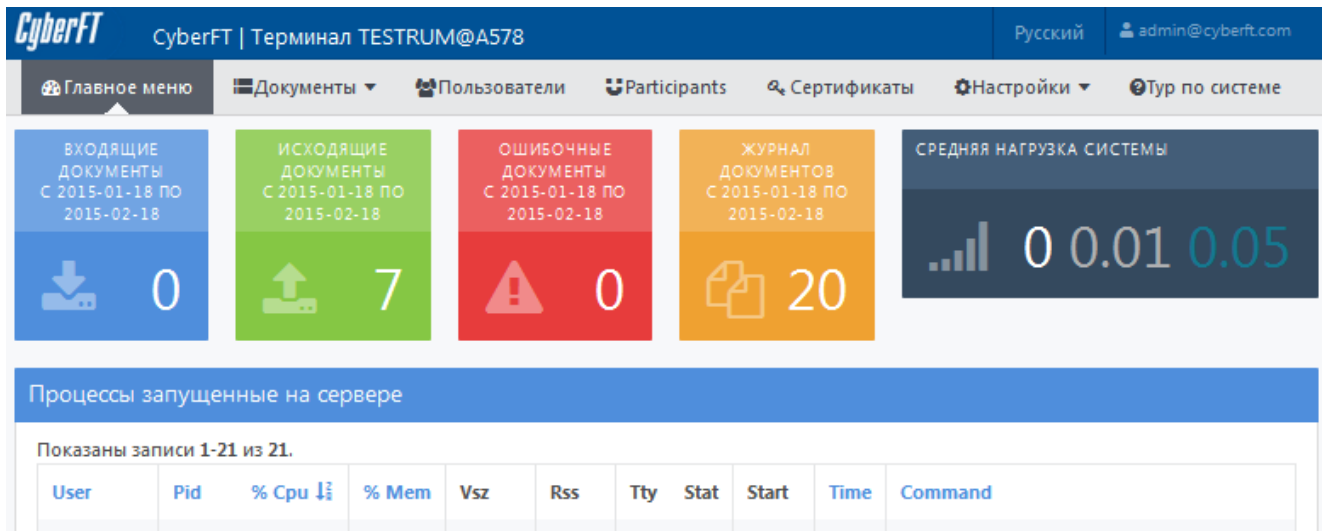 CyberFT
CyberFT | Терминал TESTRUM@A578
Русский
admin@cyberft.com
Главное меню
Документы
Пользователи
Participants
Сертификаты
Настройки
Тур по системе
ВХОДЯЩИЕ
ДОКУМЕНТЫ
С 2015-01-18 ПО
2015-02-18
0
ИСХОДЯЩИЕ
ДОКУМЕНТЫ
С 2015-01-18 ПО
2015-02-18
7
ОШИБОЧНЫЕ
ДОКУМЕНТЫ
С 2015-01-18 ПО
2015-02-18
0
ЖУРНАЛ
ДОКУМЕНТОВ
С 2015-01-18 ПО
2015-02-18
20
СРЕДНЯЯ НАГРУЗКА СИСТЕМЫ
0 0.01 0.05
Процессы запущенные на сервере
Показаны записи 1-21 из 21.
User Pid % Cpu % Mem Vsz Rss Tty Stat Start Time Command